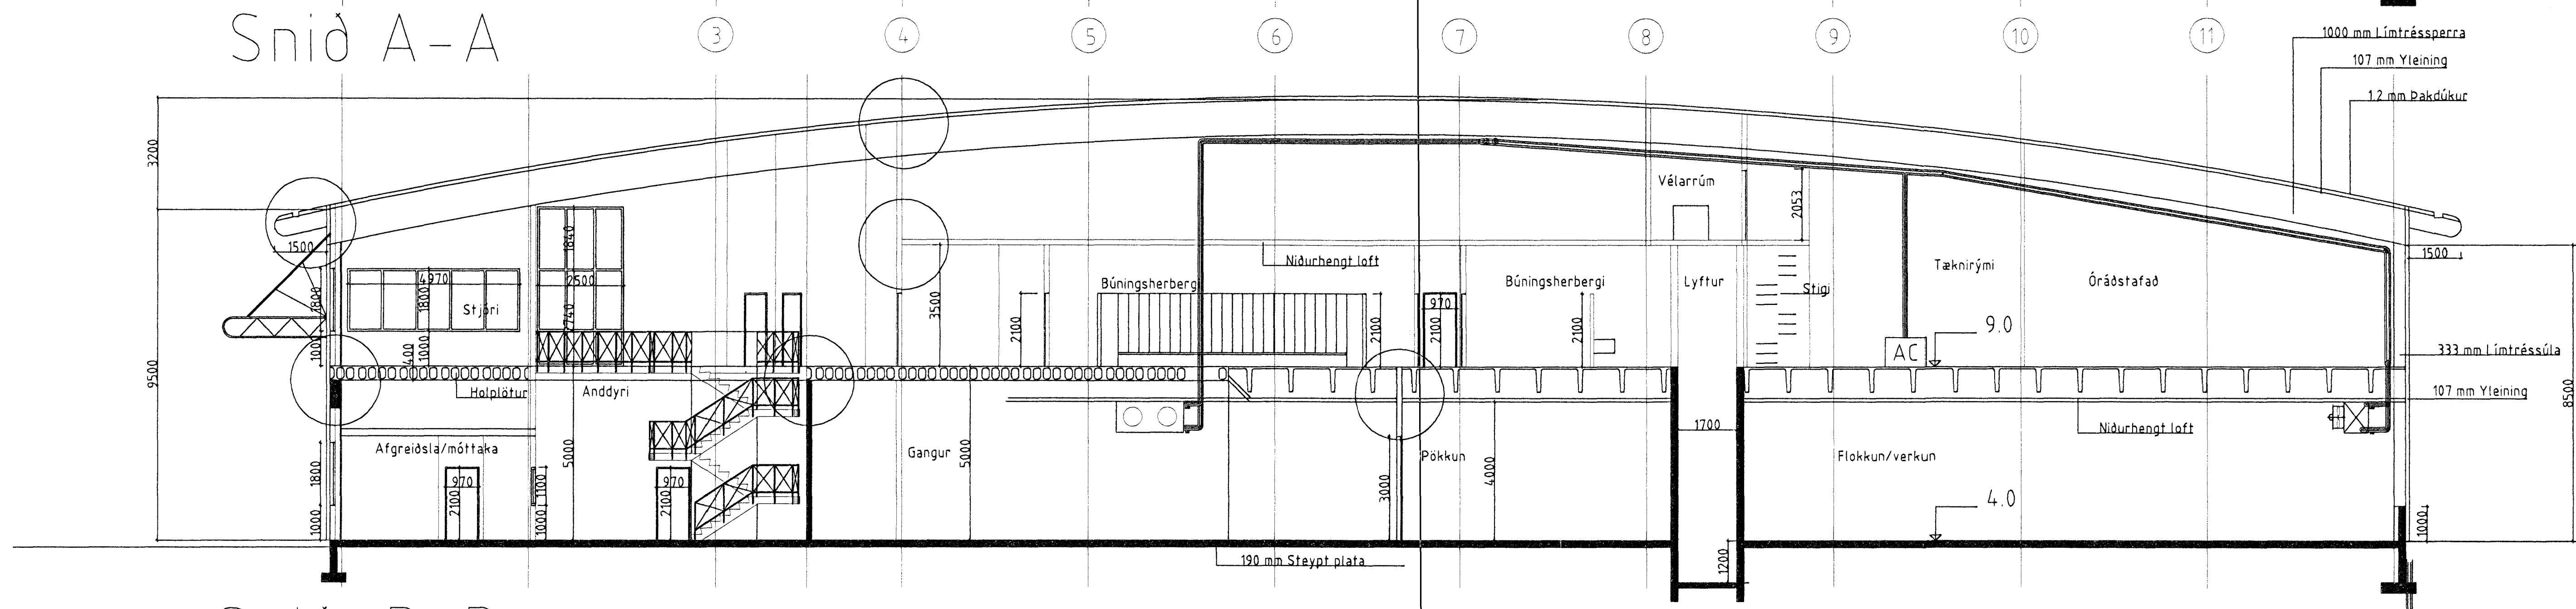 Snið A-A
3
4
5
6
7
8
9
10
11
1000 mm Límtréssperra
107 mm Yleining
1.2 mm Þakdúkur
3200
9500
1500
1800
1000
4970
1800
1000
400
Stjóri
1840
2500
2740
Holplötur
Anddyri
Afgreiðsla/móttaka
1800
1000
970
2100
1100
1000
5000
970
2100
3500
2100
Búningsherbergi
Niðurhengt loft
2100
970
2100
Búningsherbergi
2100
Vélarrúm
2053
Lyftur
Stigi
Tæknirými
Óráðstafað
AC
9.0
1500
333 mm Límtréssúla
107 mm Yleining
8500
Gangur
5000
3000
Pökkun
4000
1700
Flokkun/verkun
Niðurhengt loft
4.0
1000
1200
190 mm Steypt plata